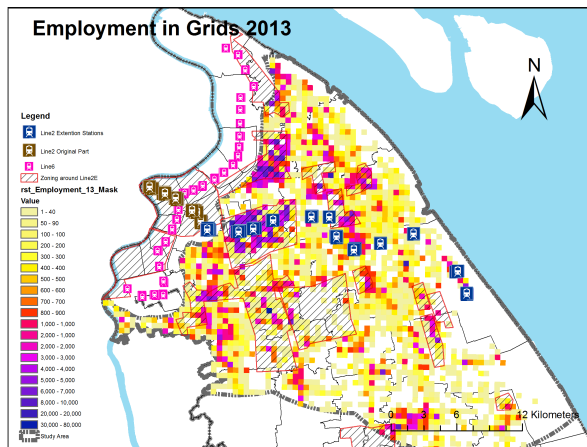 Employment in Grids 2013
Legend
Line2 Extention Stations
Line2 Original Part
Line6
Zoning around Line2E
rst_Employment_13_Mask
Value
1 - 40
50 - 90
100 - 100
200 - 200
300 - 300
400 - 400
500 - 500
600 - 600
700 - 700
800 - 900
1,000 - 1,000
2,000 - 1,000
2,000 - 2,000
3,000 - 3,000
4,000 - 4,000
5,000 - 5,000
6,000 - 7,000
8,000 - 10,000
20,000 - 20,000
30,000 - 80,000
Study Area
N
0 3 6 12 Kilometers